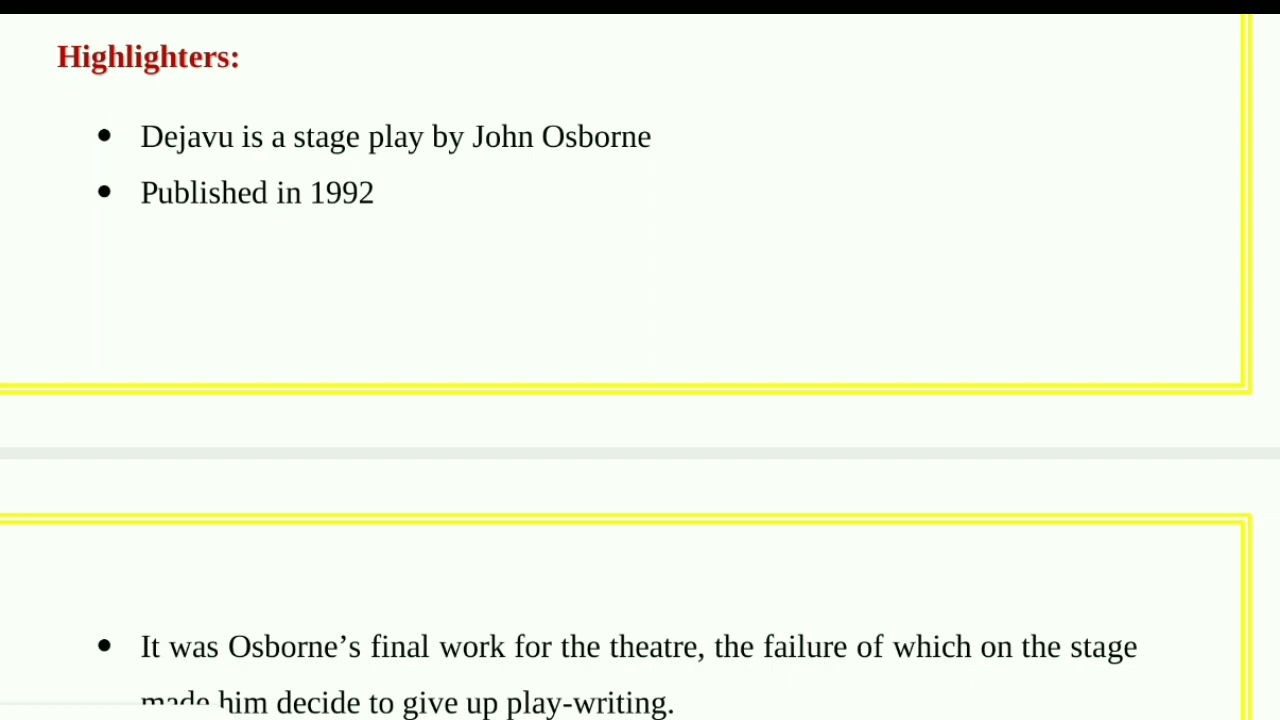 Highlighters:
Dejavu is a stage play by John Osborne
Published in 1992
It was Osborne’s final work for the theatre, the failure of which on the stage
made him decide to give up play-writing.